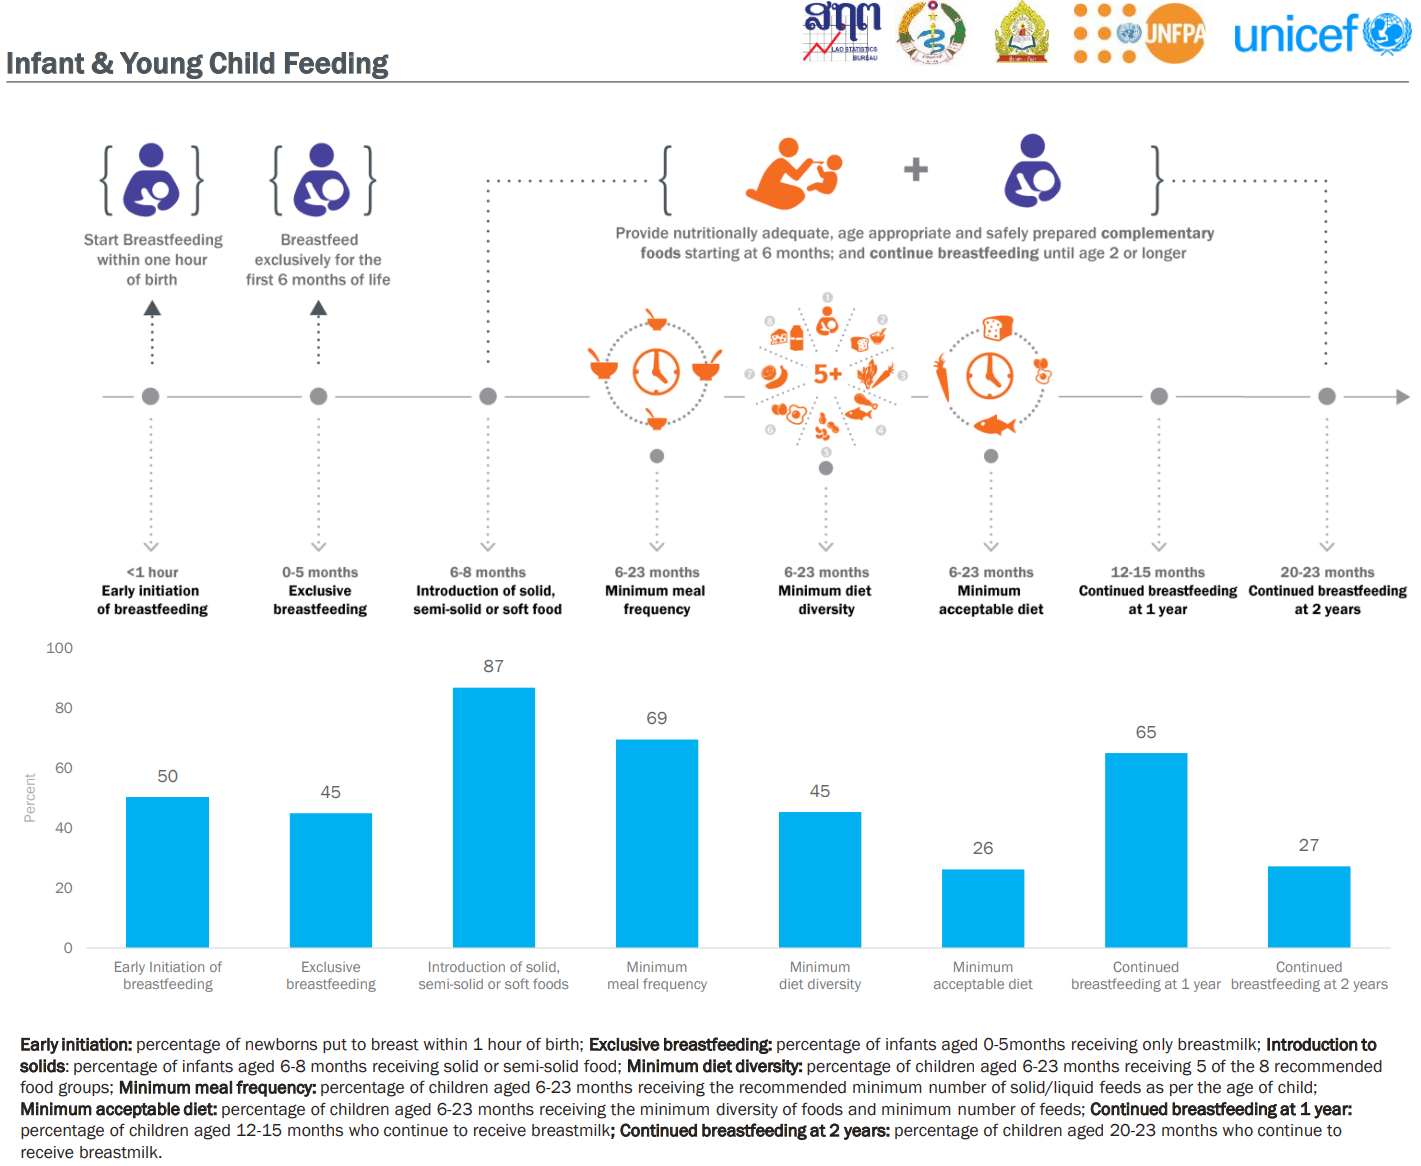 Infant & Young Child Feeding
ສຖຕ
LAO STATISTICS
BUREAU
UNFPA
unicef
Start Breastfeeding
within one hour
of birth
Breastfeed
exclusively for the
first 6 months of life
+
Provide nutritionally adequate, age appropriate and safely prepared complementary
foods starting at 6 months; and continue breastfeeding until age 2 or longer
1
2
3
4
5
6
7
8
5+
<1 hour
Early initiation
of breastfeeding
0-5 months
Exclusive
breastfeeding
6-8 months
Introduction of solid,
semi-solid or soft food
6-23 months
Minimum meal
frequency
6-23 months
Minimum diet
diversity
6-23 months
Minimum
acceptable diet
12-15 months
Continued breastfeeding
at 1 year
20-23 months
Continued breastfeeding
at 2 years
Percent
100
80
60
40
20
0
50
45
87
69
45
26
65
27
Early Initiation of
breastfeeding
Exclusive
breastfeeding
Introduction of solid,
semi-solid or soft foods
Minimum
meal frequency
Minimum
diet diversity
Minimum
acceptable diet
Continued
breastfeeding at 1 year
Continued
breastfeeding at 2 years
Early initiation: percentage of newborns put to breast within 1 hour of birth; Exclusive breastfeeding: percentage of infants aged 0-5months receiving only breastmilk; Introduction to
solids: percentage of infants aged 6-8 months receiving solid or semi-solid food; Minimum diet diversity: percentage of children aged 6-23 months receiving 5 of the 8 recommended
food groups; Minimum meal frequency: percentage of children aged 6-23 months receiving the recommended minimum number of solid/liquid feeds as per the age of child;
Minimum acceptable diet: percentage of children aged 6-23 months receiving the minimum diversity of foods and minimum number of feeds; Continued breastfeeding at 1 year:
percentage of children aged 12-15 months who continue to receive breastmilk; Continued breastfeeding at 2 years: percentage of children aged 20-23 months who continue to
receive breastmilk.